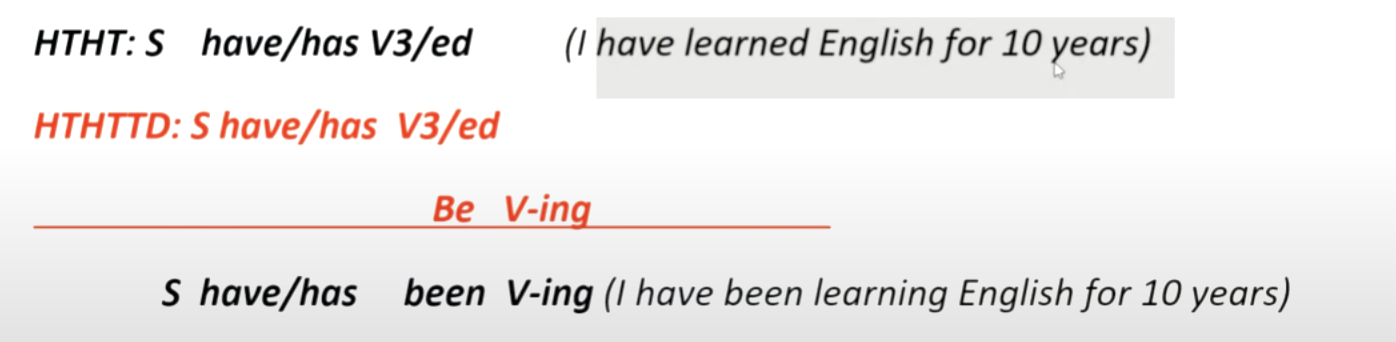 HTHT: S have/has V3/ed (I have learned English for 10 years)
HTHTTD: S have/has V3/ed
Be V-ing
S have/has been V-ing (I have been learning English for 10 years)